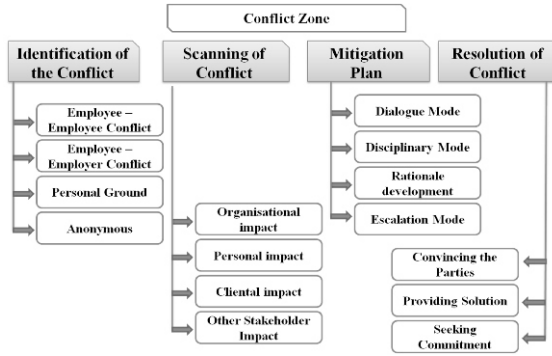 Conflict Zone
Identification of
the Conflict
Employee –
Employee Conflict
Employee –
Employer Conflict
Personal Ground
Anonymous
Scanning of
Conflict
Organisational
impact
Personal impact
Cliental impact
Other Stakeholder
Impact
Mitigation
Plan
Dialogue Mode
Disciplinary Mode
Rationale
development
Escalation Mode
Resolution of
Conflict
Convincing the
Parties
Providing Solution
Seeking
Commitment